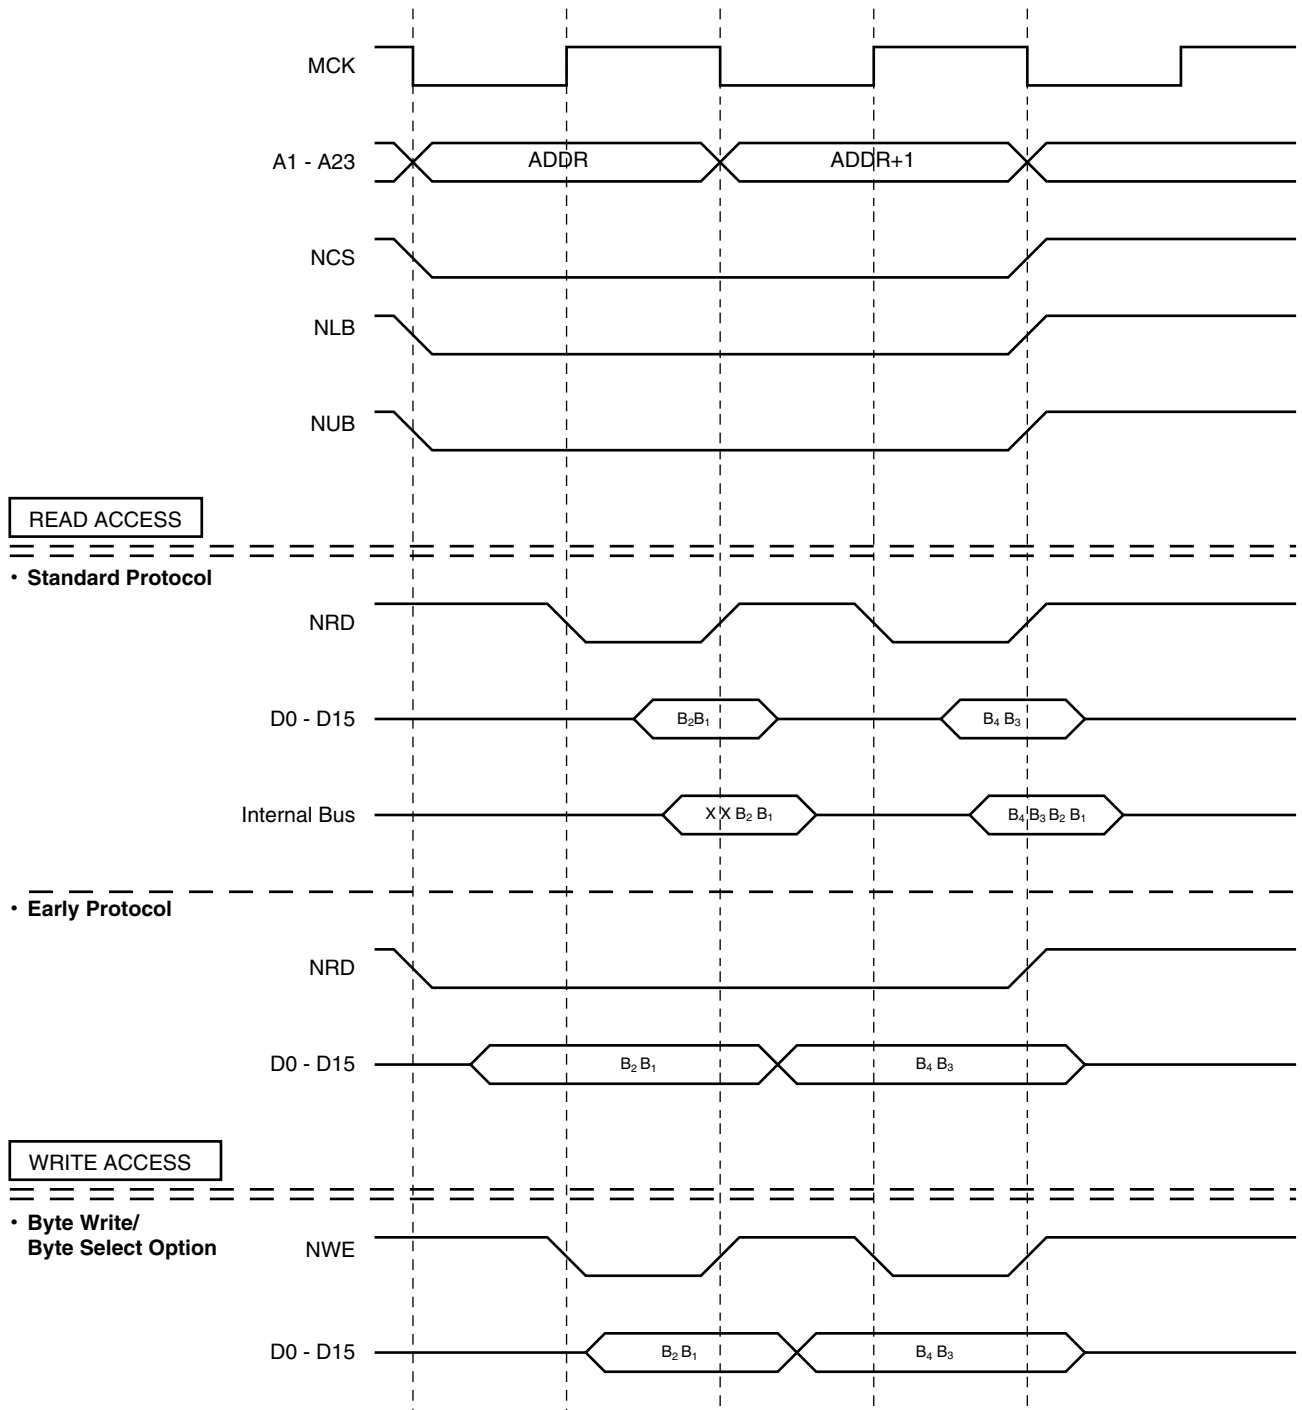 MCK
A1 - A23 ADDR ADDR+1
NCS
NLB
NUB
READ ACCESS
• Standard Protocol
NRD
D0 - D15 B₂B₁ B₄ B₃
Internal Bus X X B₂ B₁ B₄ B₃ B₂ B₁
• Early Protocol
NRD
D0 - D15 B₂ B₁ B₄ B₃
WRITE ACCESS
• Byte Write/
Byte Select Option NWE
D0 - D15 B₂ B₁ B₄ B₃